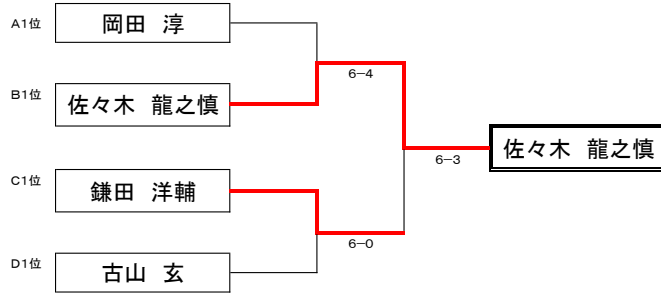 A1位
岡田 淳
6-4
B1位
佐々木 龍之慎
6-3
佐々木 龍之慎
C1位
鎌田 洋輔
6-0
D1位
古山 玄